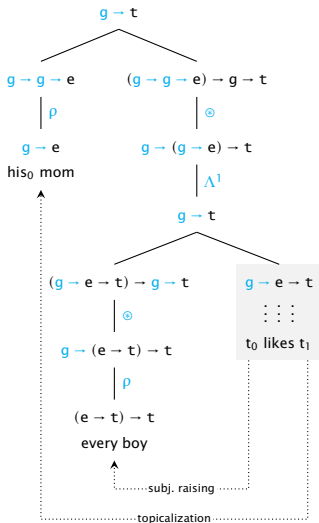 g → t
g → g → e
(g → g → e) → g → t
ρ
⊛
g → e
g → (g → e) → t
his₀ mom
Λ¹
g → t
(g → e → t) → g → t
g → e → t
⊛
⋮ ⋮ ⋮
g → (e → t) → t
t₀ likes t₁
ρ
(e → t) → t
every boy
subj. raising
topicalization